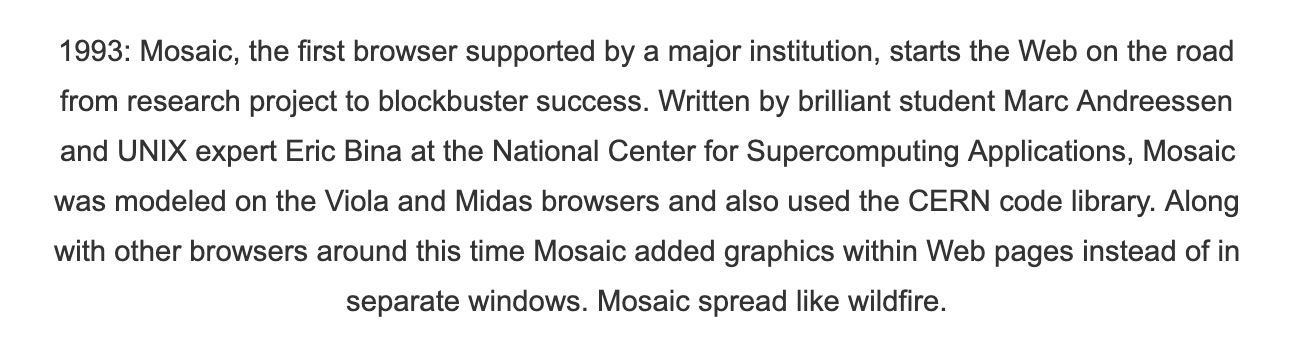 1993: Mosaic, the first browser supported by a major institution, starts the Web on the road
from research project to blockbuster success. Written by brilliant student Marc Andreessen
and UNIX expert Eric Bina at the National Center for Supercomputing Applications, Mosaic
was modeled on the Viola and Midas browsers and also used the CERN code library. Along
with other browsers around this time Mosaic added graphics within Web pages instead of in
separate windows. Mosaic spread like wildfire.